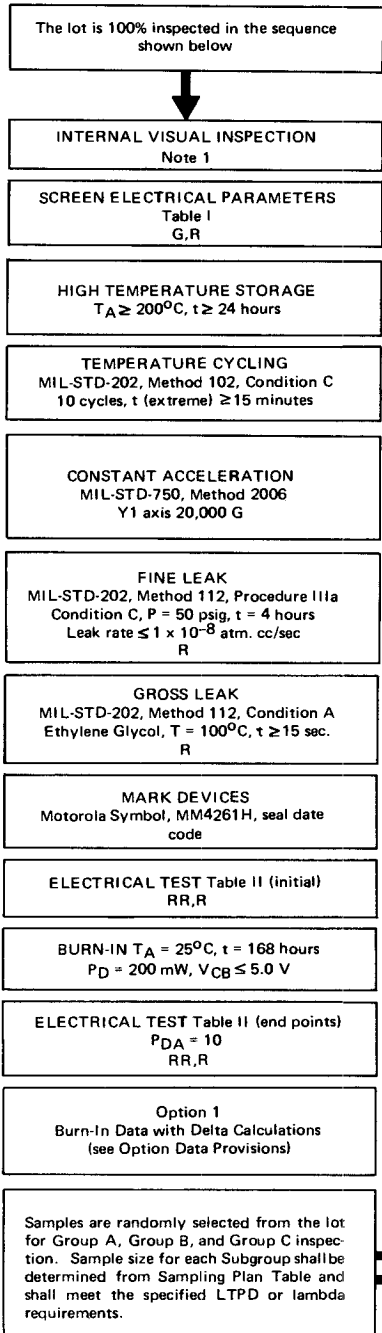 The lot is 100% inspected in the sequence
shown below
INTERNAL VISUAL INSPECTION
Note 1
SCREEN ELECTRICAL PARAMETERS
Table I
G,R
HIGH TEMPERATURE STORAGE
TA ≥ 200°C, t ≥ 24 hours
TEMPERATURE CYCLING
MIL-STD-202, Method 102, Condition C
10 cycles, t (extreme) ≥15 minutes
CONSTANT ACCELERATION
MIL-STD-750, Method 2006
Y1 axis 20,000 G
FINE LEAK
MIL-STD-202, Method 112, Procedure IIIa
Condition C, P = 50 psig, t = 4 hours
Leak rate ≤ 1 x 10⁻⁸ atm. cc/sec
R
GROSS LEAK
MIL-STD-202, Method 112, Condition A
Ethylene Glycol, T = 100°C, t ≥15 sec.
R
MARK DEVICES
Motorola Symbol, MM4261H, seal date
code
ELECTRICAL TEST Table II (initial)
RR,R
BURN-IN TA = 25°C, t = 168 hours
PD = 200 mW, VCB ≤ 5.0 V
ELECTRICAL TEST Table II (end points)
PDA = 10
RR,R
Option 1
Burn-In Data with Delta Calculations
(see Option Data Provisions)
Samples are randomly selected from the lot
for Group A, Group B, and Group C inspec-
tion. Sample size for each Subgroup shall be
determined from Sampling Plan Table and
shall meet the specified LTPD or lambda
requirements.